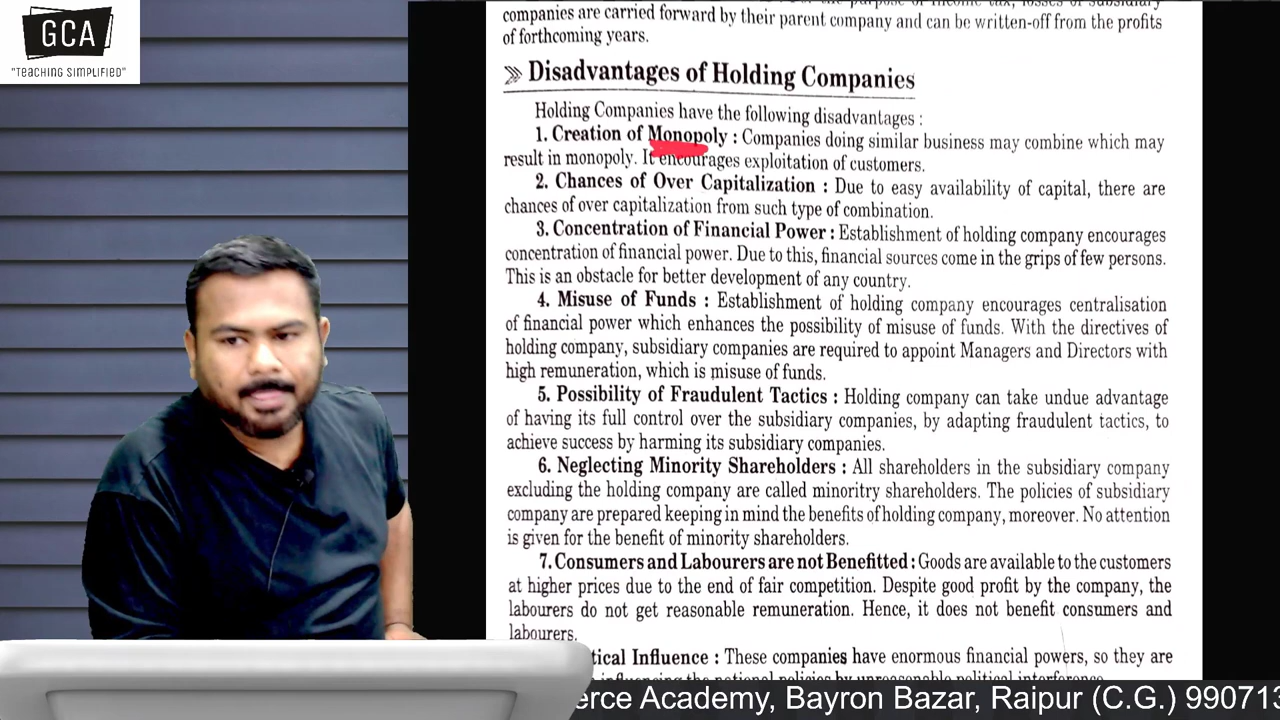 GCA
"TEACHING SIMPLIFIED"
companies are carried forward by their parent company and can be written-off from the profits
of forthcoming years.
Disadvantages of Holding Companies
Holding Companies have the following disadvantages :
1. Creation of Monopoly : Companies doing similar business may combine which may
result in monopoly. It encourages exploitation of customers.
2. Chances of Over Capitalization : Due to easy availability of capital, there are
chances of over capitalization from such type of combination.
3. Concentration of Financial Power : Establishment of holding company encourages
concentration of financial power. Due to this, financial sources come in the grips of few persons.
This is an obstacle for better development of any country.
4. Misuse of Funds : Establishment of holding company encourages centralisation
of financial power which enhances the possibility of misuse of funds. With the directives of
holding company, subsidiary companies are required to appoint Managers and Directors with
high remuneration, which is misuse of funds.
5. Possibility of Fraudulent Tactics : Holding company can take undue advantage
of having its full control over the subsidiary companies, by adapting fraudulent tactics, to
achieve success by harming its subsidiary companies.
6. Neglecting Minority Shareholders : All shareholders in the subsidiary company
excluding the holding company are called minoritry shareholders. The policies of subsidiary
company are prepared keeping in mind the benefits of holding company, moreover. No attention
is given for the benefit of minority shareholders.
7. Consumers and Labourers are not Benefitted : Goods are available to the customers
at higher prices due to the end of fair competition. Despite good profit by the company, the
labourers do not get reasonable remuneration. Hence, it does not benefit consumers and
labourers.
tical Influence : These companies have enormous financial powers, so they are
erce Academy, Bayron Bazar, Raipur (C.G.) 990713